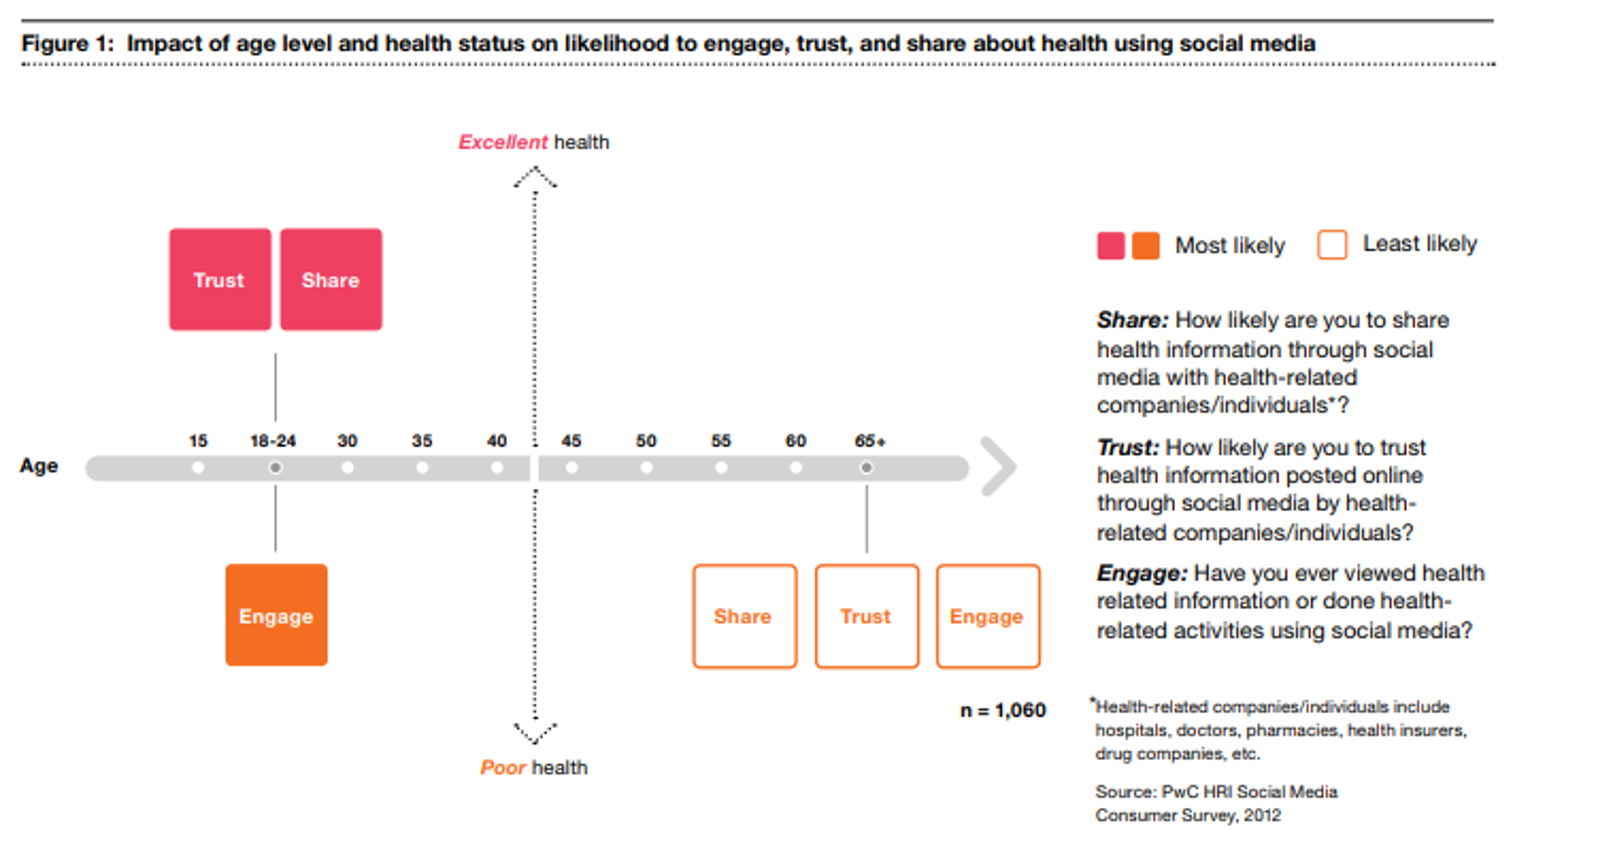 Figure 1: Impact of age level and health status on likelihood to engage, trust, and share about health using social media
Excellent health
Trust
Share
15
18-24
30
35
40
45
50
55
60
65+
Age
Engage
Share
Trust
Engage
n = 1,060
Poor health
Most likely
Least likely
Share: How likely are you to share
health information through social
media with health-related
companies/individuals*?
Trust: How likely are you to trust
health information posted online
through social media by health-
related companies/individuals?
Engage: Have you ever viewed health
related information or done health-
related activities using social media?
*Health-related companies/individuals include
hospitals, doctors, pharmacies, health insurers,
drug companies, etc.
Source: PwC HRI Social Media
Consumer Survey, 2012